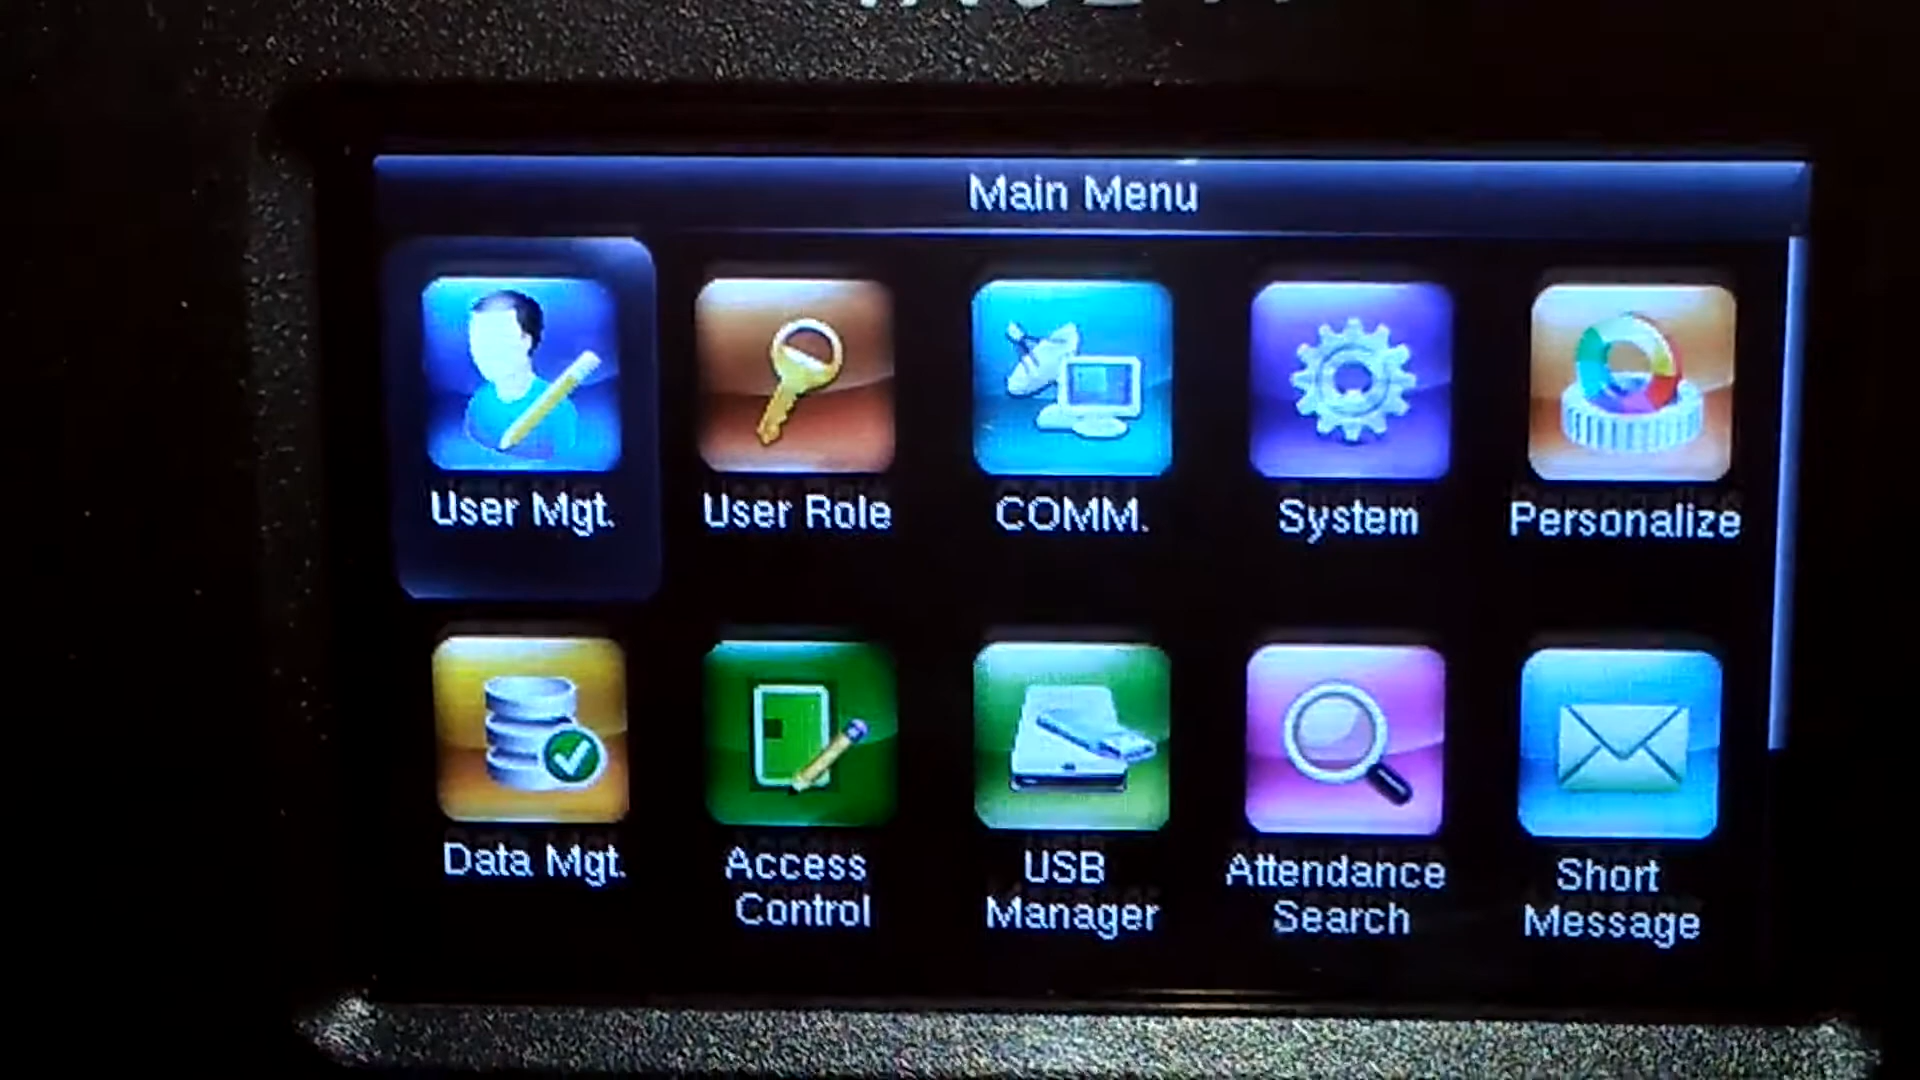 Main Menu
User Mgt.
User Role
COMM.
System
Personalize
Data Mgt.
Access
Control
USB
Manager
Attendance
Search
Short
Message